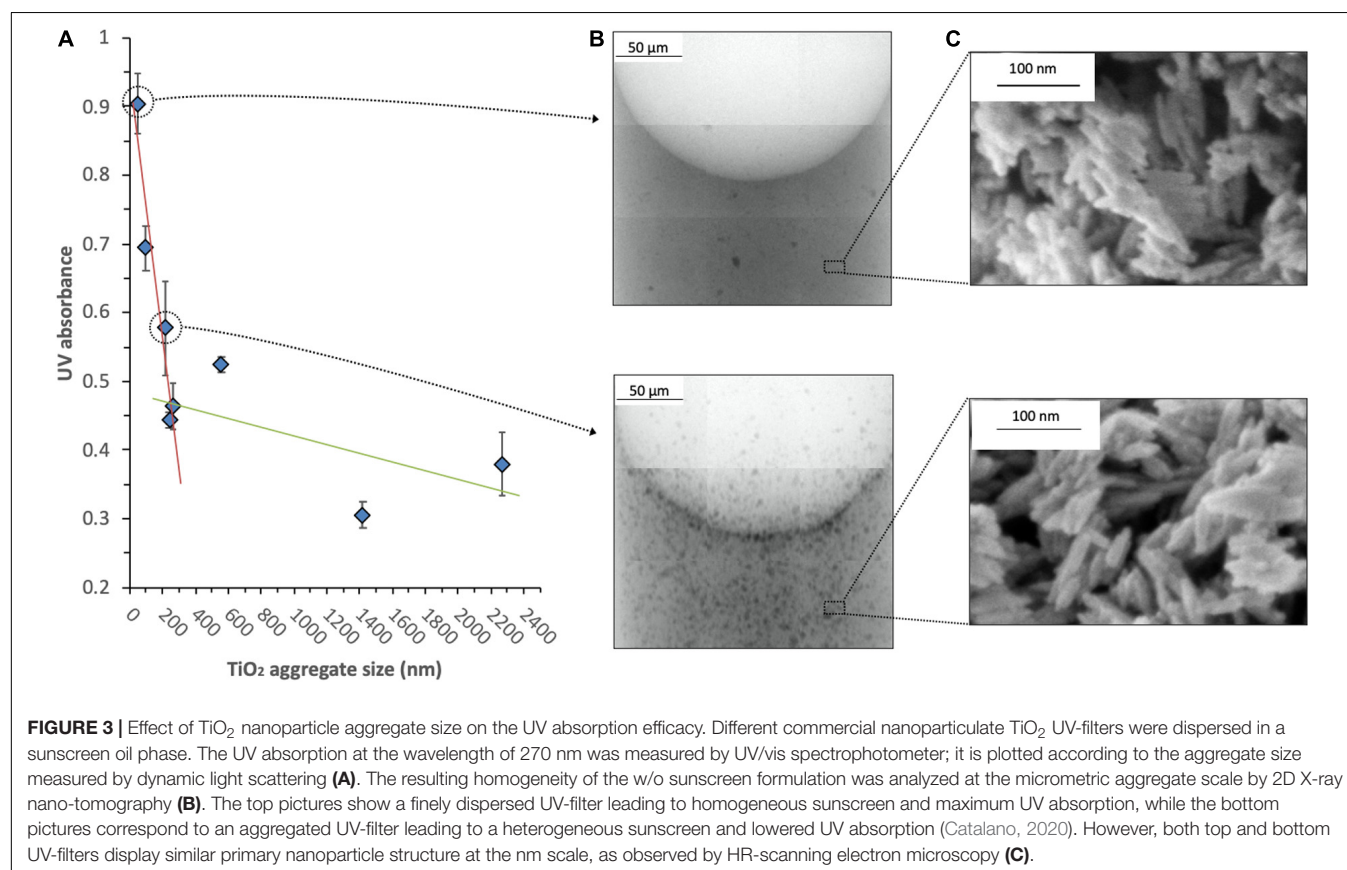 A
B
C
1
0.9
0.8
0.7
0.6
0.5
0.4
0.3
0.2
UV absorbance
0
200
400
600
800
1000
1200
1400
1600
1800
2000
2200
2400
TiO₂ aggregate size (nm)
50 µm
100 nm
50 µm
100 nm
FIGURE 3 | Effect of TiO₂ nanoparticle aggregate size on the UV absorption efficacy. Different commercial nanoparticulate TiO₂ UV-filters were dispersed in a
sunscreen oil phase. The UV absorption at the wavelength of 270 nm was measured by UV/vis spectrophotometer; it is plotted according to the aggregate size
measured by dynamic light scattering (A). The resulting homogeneity of the w/o sunscreen formulation was analyzed at the micrometric aggregate scale by 2D X-ray
nano-tomography (B). The top pictures show a finely dispersed UV-filter leading to homogeneous sunscreen and maximum UV absorption, while the bottom
pictures correspond to an aggregated UV-filter leading to a heterogeneous sunscreen and lowered UV absorption (Catalano, 2020). However, both top and bottom
UV-filters display similar primary nanoparticle structure at the nm scale, as observed by HR-scanning electron microscopy (C).